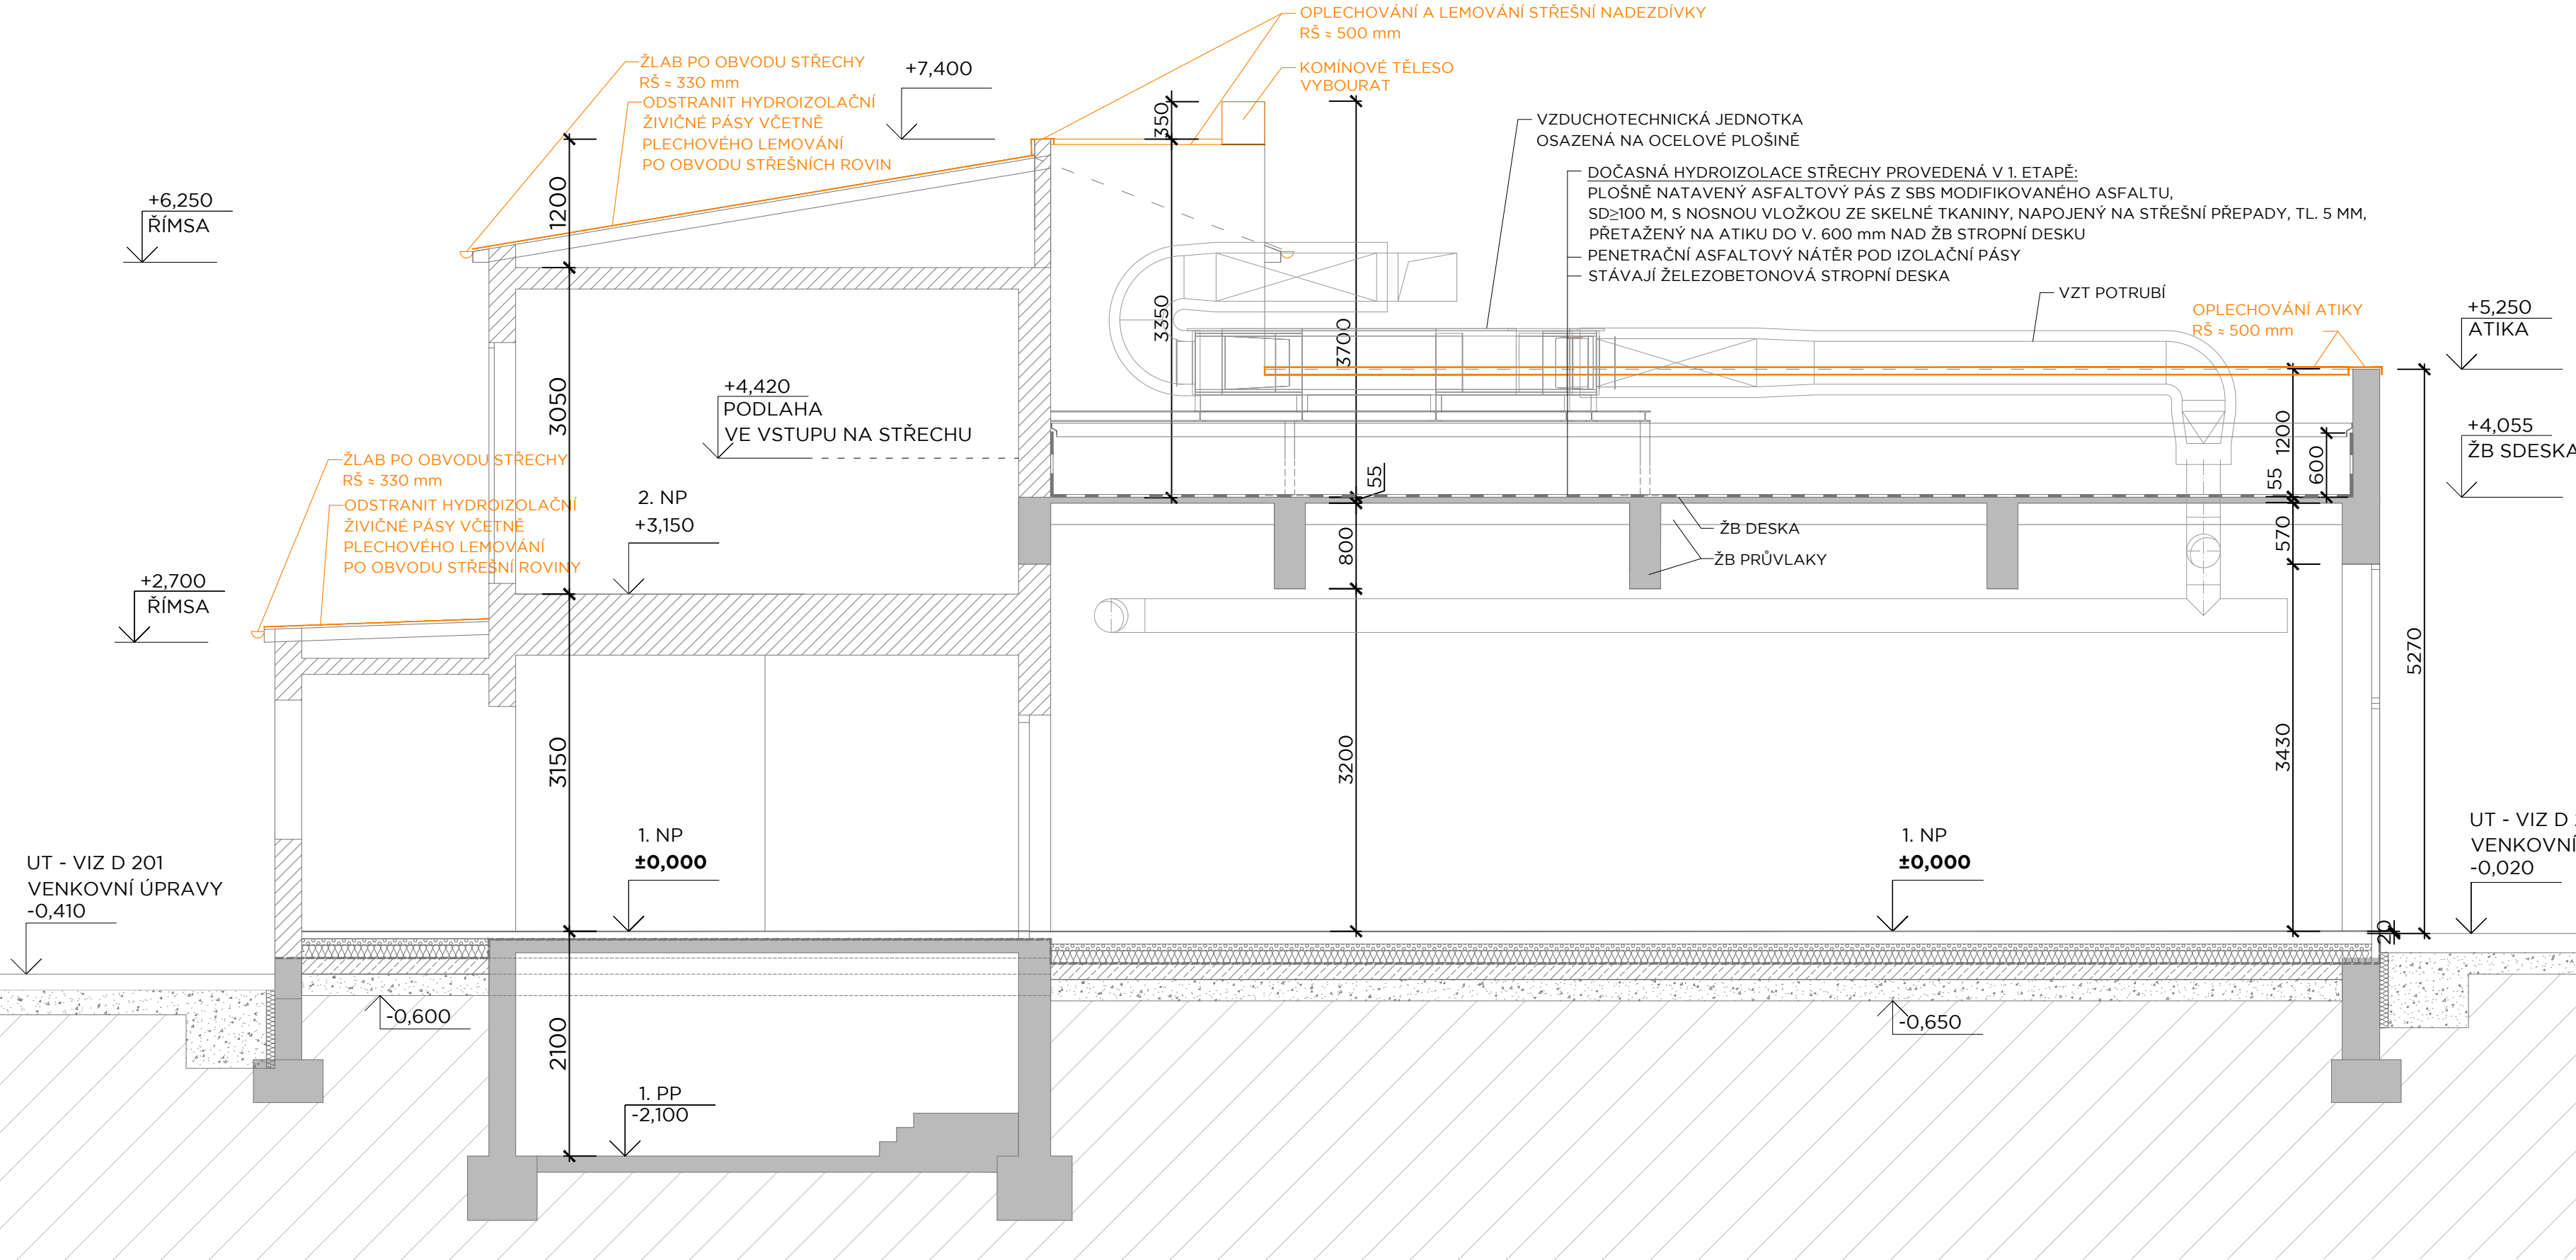 OPLECHOVÁNÍ A LEMOVÁNÍ STŘEŠNÍ NADEZDÍVKY
RŠ ≈ 500 mm
KOMÍNOVÉ TĚLESO
VYBOURAT
ŽLAB PO OBVODU STŘECHY
RŠ ≈ 330 mm
ODSTRANIT HYDROIZOLAČNÍ
ŽIVIČNÉ PÁSY VČETNĚ
PLECHOVÉHO LEMOVÁNÍ
PO OBVODU STŘEŠNÍCH ROVIN
+7,400
350
VZDUCHOTECHNICKÁ JEDNOTKA
OSAZENÁ NA OCELOVÉ PLOŠINĚ
DOČASNÁ HYDROIZOLACE STŘECHY PROVEDENÁ V 1. ETAPĚ:
PLOŠNĚ NATAVENÝ ASFALTOVÝ PÁS Z SBS MODIFIKOVANÉHO ASFALTU,
SD≥100 M, S NOSNOU VLOŽKOU ZE SKELNÉ TKANINY, NAPOJENÝ NA STŘEŠNÍ PŘEPADY, TL. 5 MM,
PŘETAŽENÝ NA ATIKU DO V. 600 mm NAD ŽB STROPNÍ DESKU
PENETRAČNÍ ASFALTOVÝ NÁTĚR POD IZOLAČNÍ PÁSY
STÁVAJÍ ŽELEZOBETONOVÁ STROPNÍ DESKA
+6,250
ŘÍMSA
1200
3350
3700
VZT POTRUBÍ
OPLECHOVÁNÍ ATIKY
RŠ ≈ 500 mm
+5,250
ATIKA
3050
+4,420
PODLAHA
VE VSTUPU NA STŘECHU
1200
600
55
55
+4,055
ŽB SDESKA
ŽLAB PO OBVODU STŘECHY
RŠ ≈ 330 mm
ODSTRANIT HYDROIZOLAČNÍ
ŽIVIČNÉ PÁSY VČETNĚ
PLECHOVÉHO LEMOVÁNÍ
PO OBVODU STŘEŠNÍ ROVINY
2. NP
+3,150
800
ŽB DESKA
ŽB PRŮVLAKY
570
+2,700
ŘÍMSA
5270
3150
3200
3430
1. NP
±0,000
1. NP
±0,000
UT - VIZ D 201
VENKOVNÍ ÚPRAVY
-0,410
UT - VIZ D
VENKOVNÍ
-0,020
20
-0,600
-0,650
2100
1. PP
-2,100